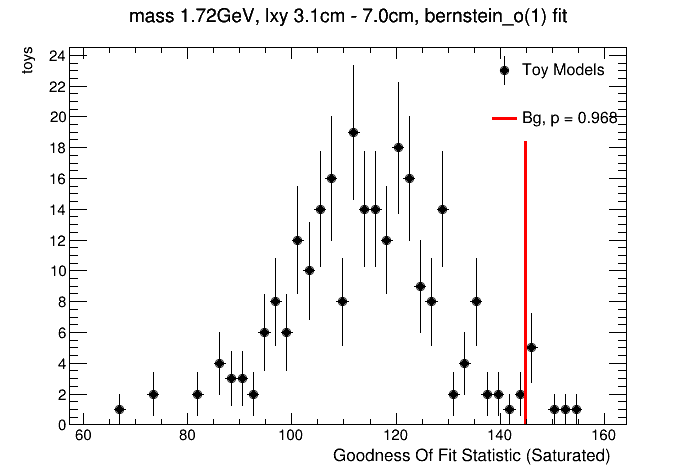 mass 1.72GeV, lxy 3.1cm - 7.0cm, bernstein_o(1) fit
toys
24
22
20
18
16
14
12
10
8
6
4
2
0
Toy Models
Bg, p = 0.968
60 80 100 120 140 160
Goodness Of Fit Statistic (Saturated)